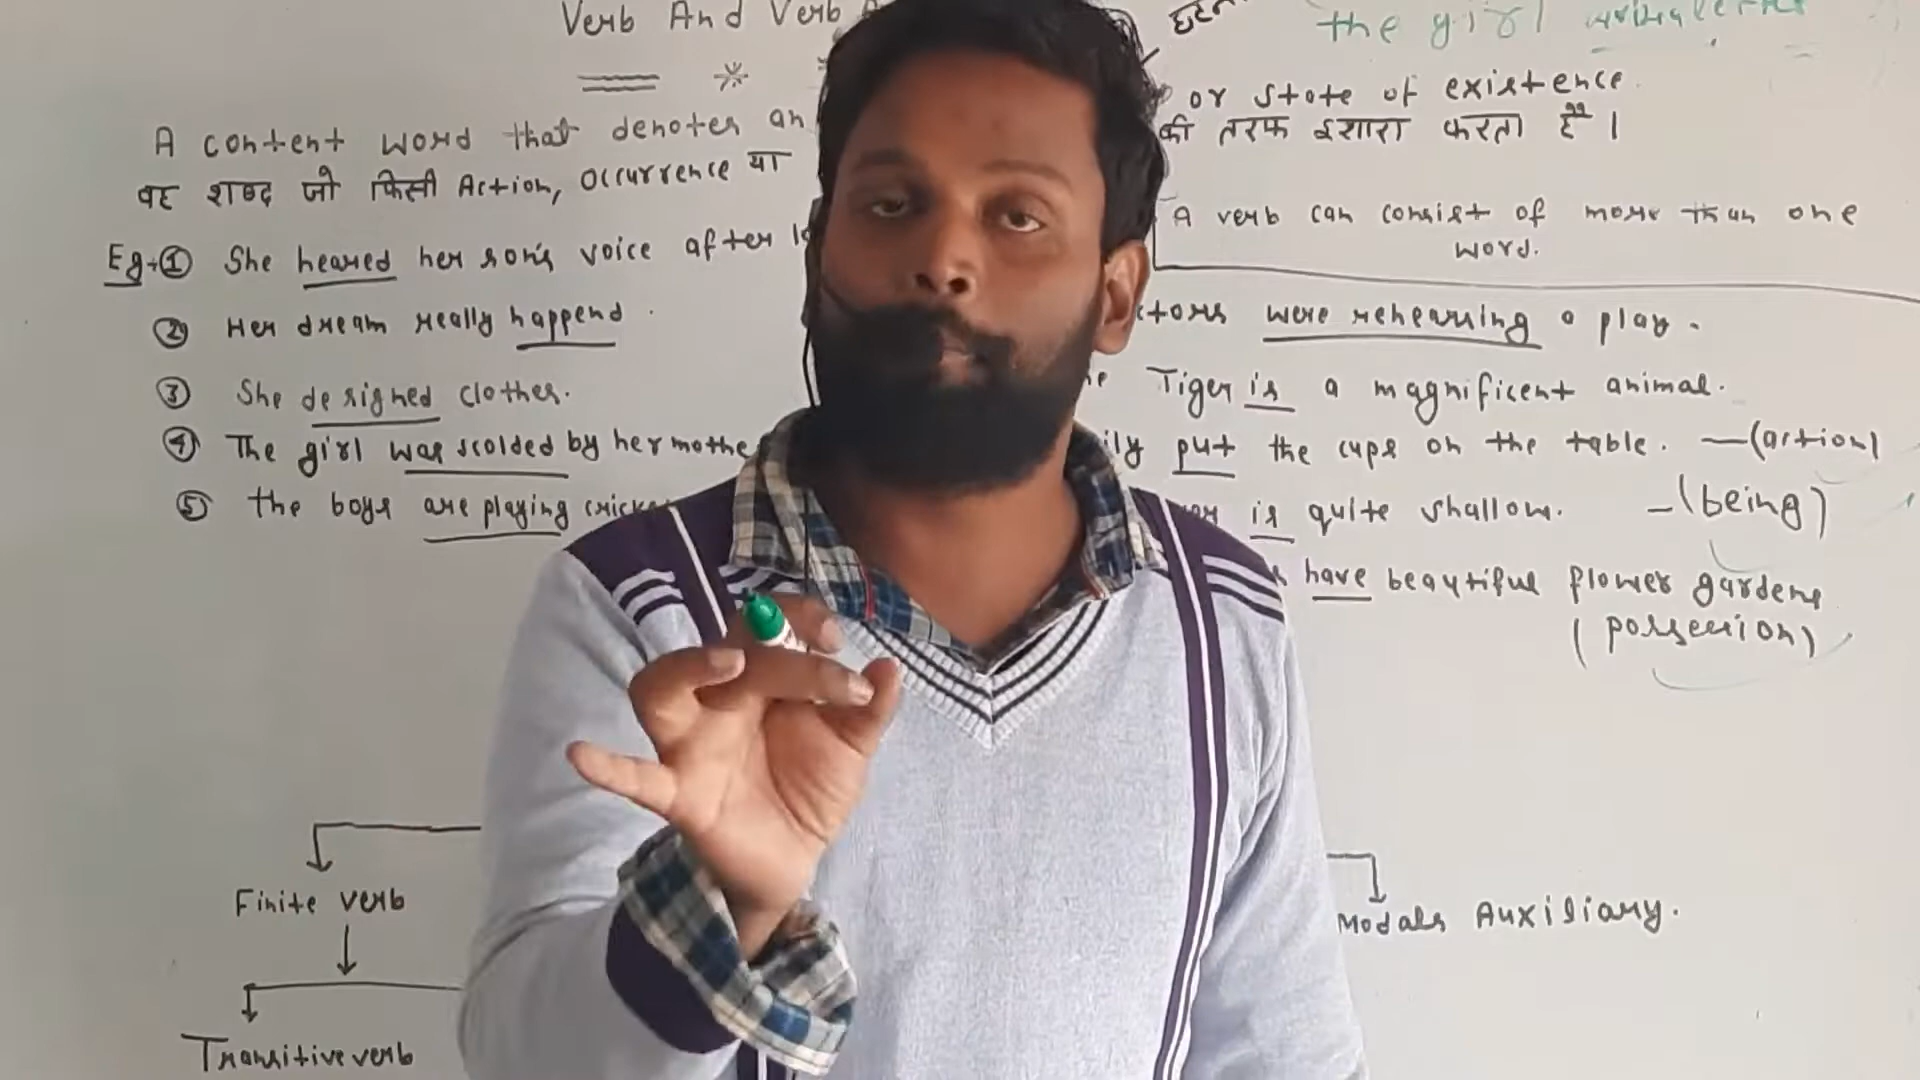 Verb And Verb
the girl
A content word that denotes an
or state of existence
वह शब्द जो किसी Action, Occurrence या
की तरफ इशारा करता है।
A verb can consist of more than one
word.
Eg→① She heared her son's voice after
② Her dream really happend.
③ She designed clothes.
④ The girl was scolded by her mothe
⑤ the boys are playing cricke
ctors were rehearsing a play.
Tiger is a magnificent animal.
ily put the cups on the table. —(action)
is quite shallow. —(being)
have beautiful flower gardens
(possession)
Finite verb
Modals Auxiliary.
Transitive verb